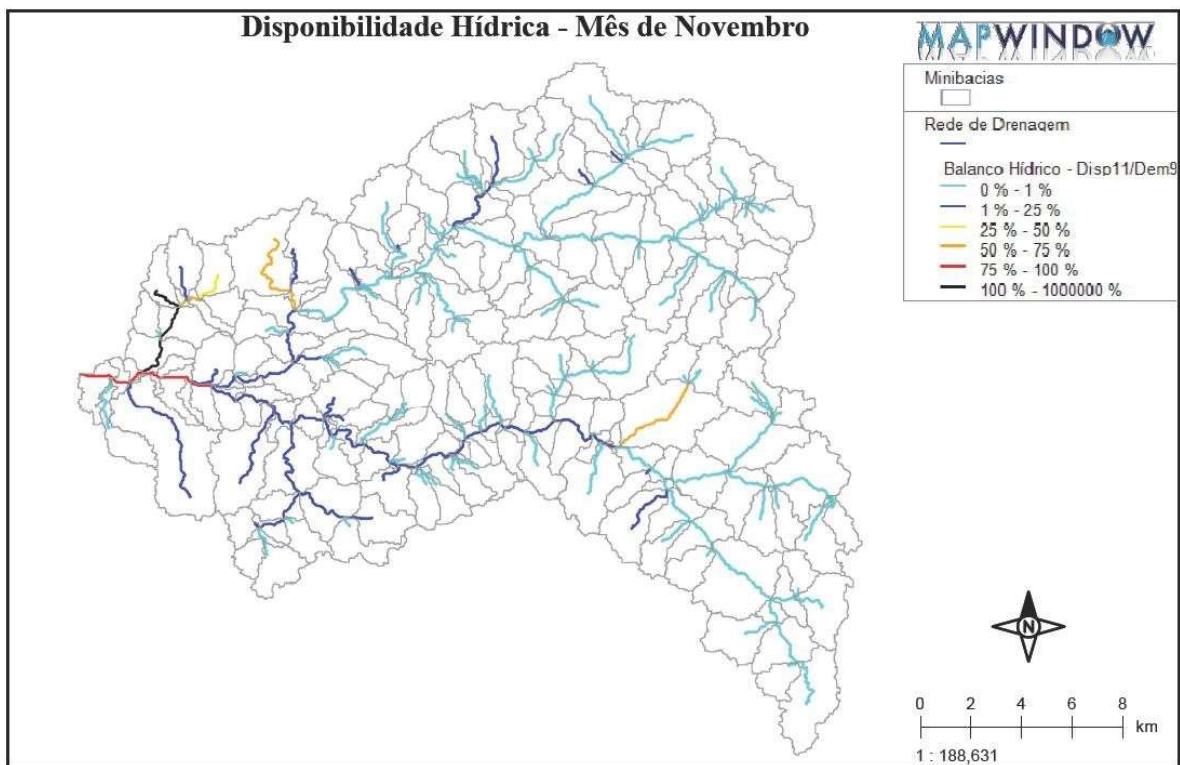 Disponibilidade Hídrica - Mês de Novembro
MAPWINDOW
Minibacias
Rede de Drenagem
Balanco Hídrico - Disp11/Dem9
0 % - 1 %
1 % - 25 %
25 % - 50 %
50 % - 75 %
75 % - 100 %
100 % - 1000000 %
N
0 2 4 6 8
km
1 : 188,631